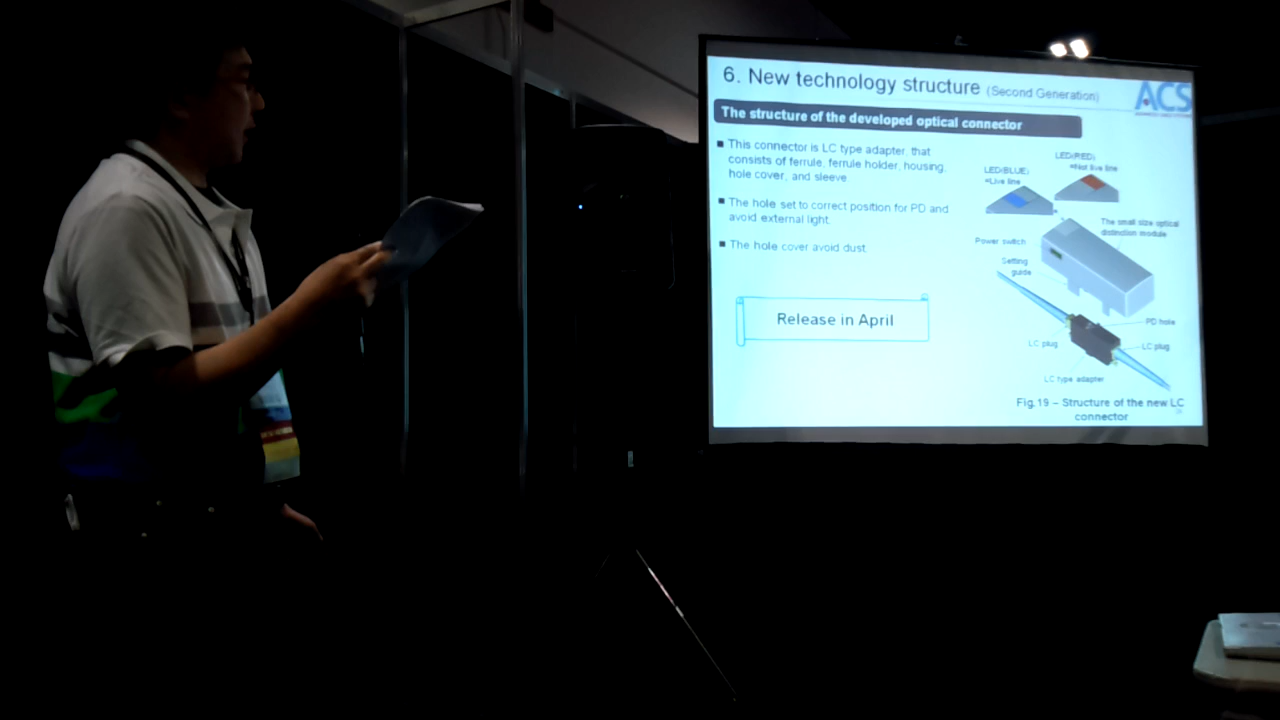 6. New technology structure (Second Generation)
ACS
The structure of the developed optical connector
■ This connector is LC type adapter, that
consists of ferrule, ferrule holder, housing,
hole cover, and sleeve.
■ The hole set to correct position for PD and
avoid external light.
■ The hole cover avoid dust.
Release in April
LED(RED)
=Not live line
LED(BLUE)
=Live line
The small size optical
distinction module
Power switch
Setting
guide
PD hole
LC plug
LC plug
LC type adapter
Fig.19 – Structure of the new LC
connector